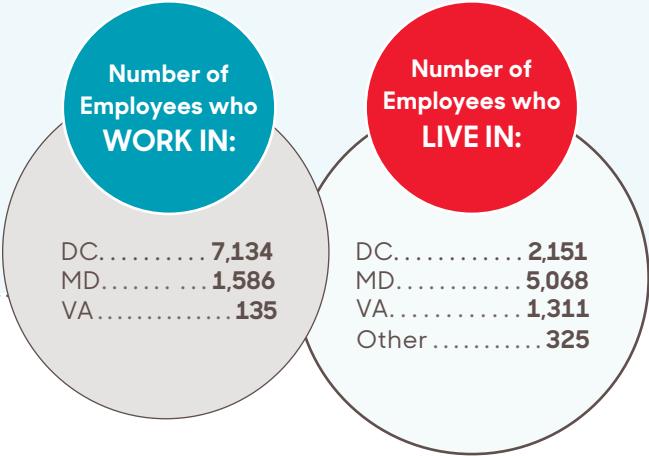 Number of
Employees who
WORK IN:
DC..........7,134
MD....... ...1,586
VA..............135
Number of
Employees who
LIVE IN:
DC............2,151
MD............5,068
VA............1,311
Other...........325